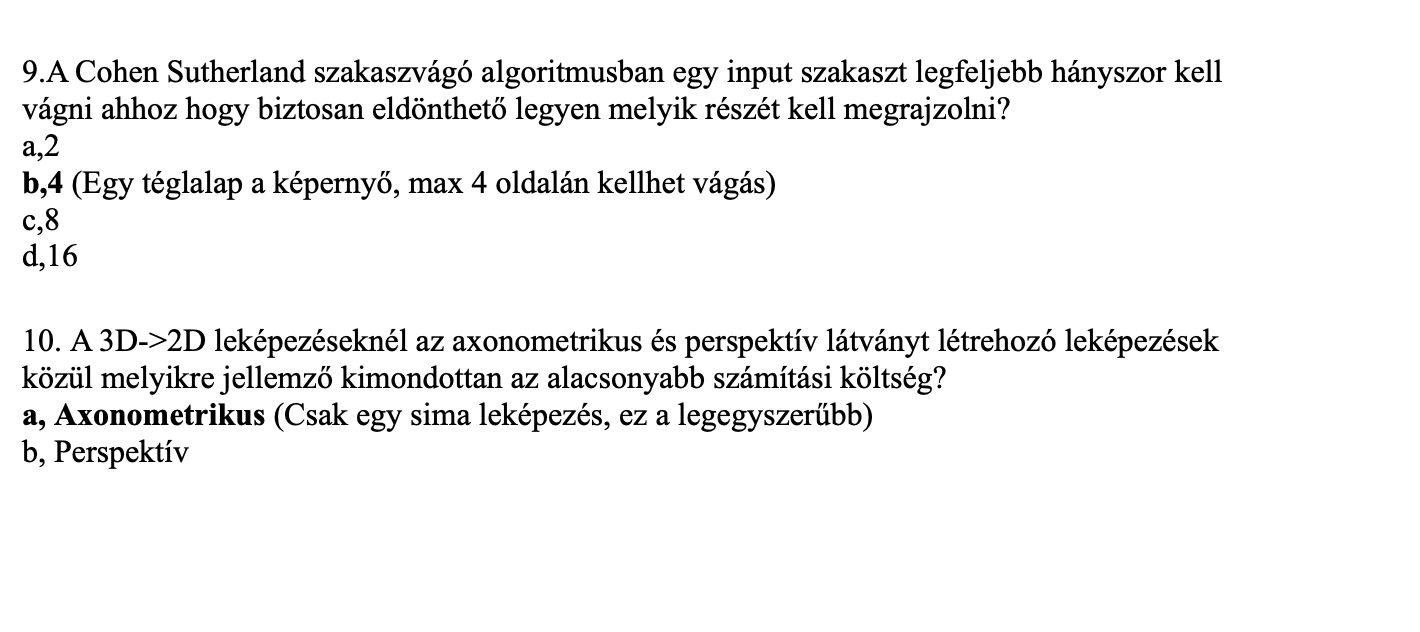 9.A Cohen Sutherland szakaszvágó algoritmusban egy input szakaszt legfeljebb hányszor kell
vágni ahhoz hogy biztosan eldönthető legyen melyik részét kell megrajzolni?
a,2
b,4 (Egy téglalap a képernyő, max 4 oldalán kellhet vágás)
c,8
d,16
10. A 3D->2D leképezéseknél az axonometrikus és perspektív látványt létrehozó leképezések
közül melyikre jellemző kimondottan az alacsonyabb számítási költség?
a, Axonometrikus (Csak egy sima leképezés, ez a legegyszerűbb)
b, Perspektív